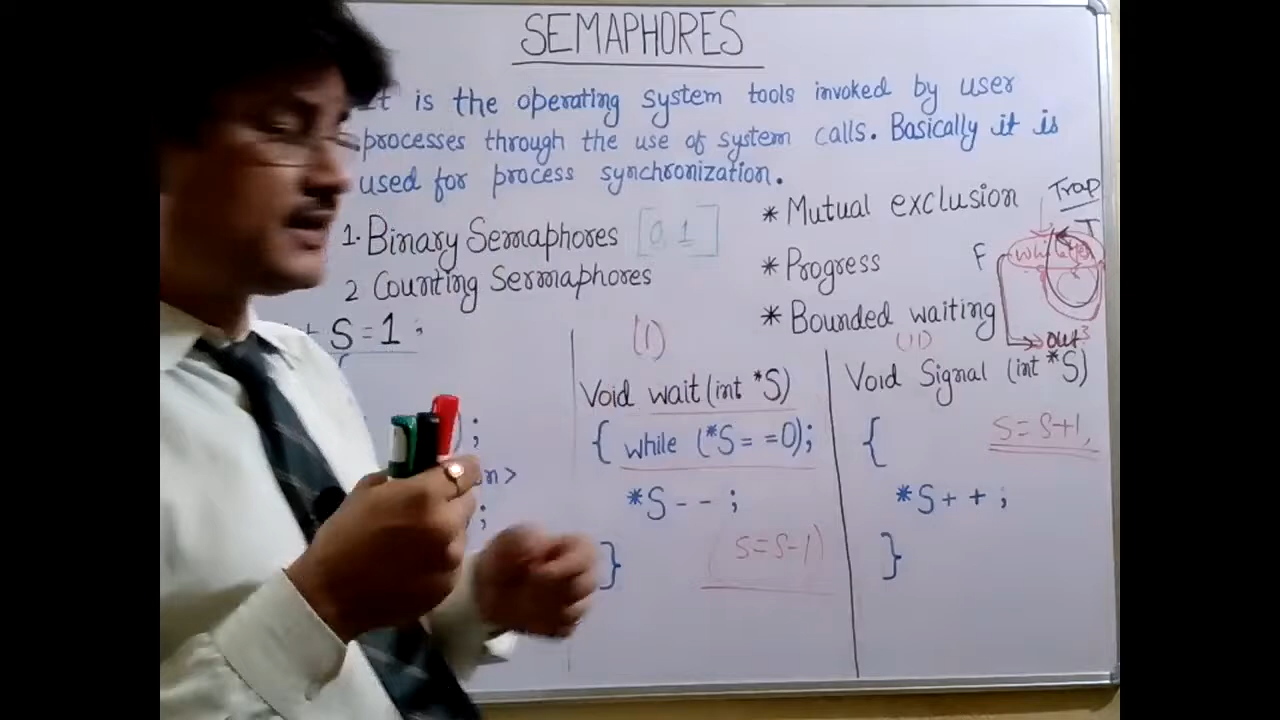 SEMAPHORES
It is the operating system tools invoked by user
processes through the use of system calls. Basically it is
used for process synchronization.
1. Binary Semaphores [0, 1]
2 Counting Sermaphores
* Mutual exclusion
* Progress
* Bounded waiting
Trap
T
F
out
S = 1 ;
{
;
>
;
(I)
Void wait (int *S)
{ while (*S = = 0);
*S - - ;
S = S-1
}
(II)
Void Signal (int *S)
{
S = S+1,
*S + + ;
}